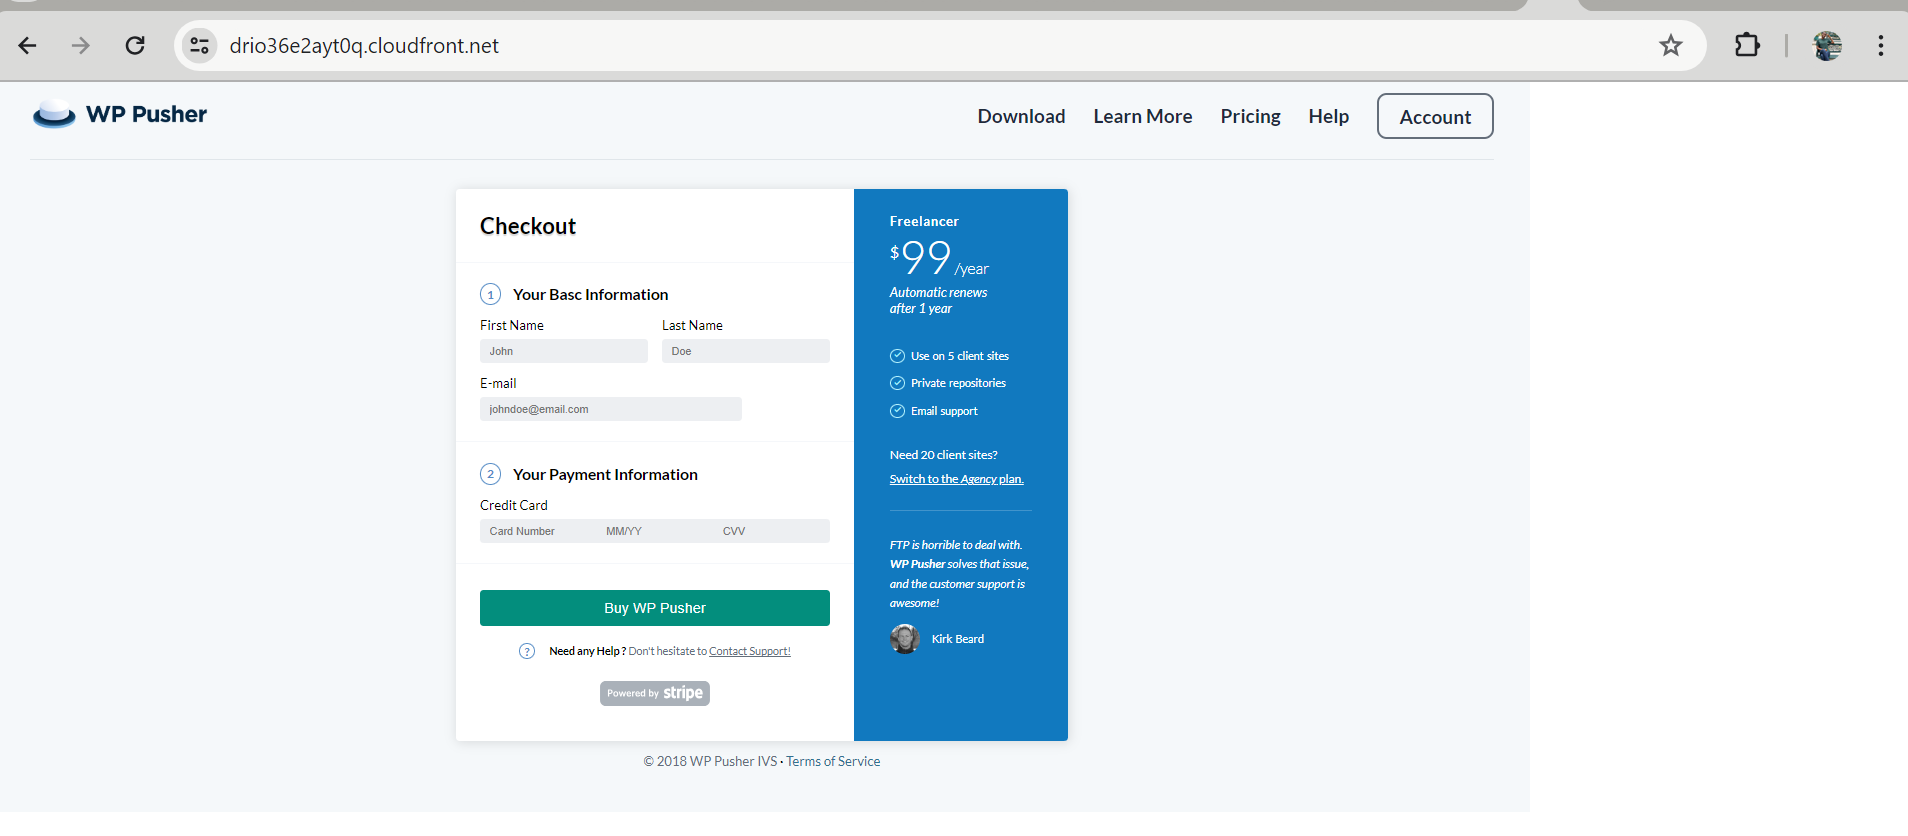 drio36e2ayt0q.cloudfront.net
WP Pusher
Download
Learn More
Pricing
Help
Account
Checkout
1
Your Basc Information
First Name
Last Name
John
Doe
E-mail
johndoe@email.com
2
Your Payment Information
Credit Card
Card Number
MM/YY
CVV
Buy WP Pusher
? Need any Help ? Don't hesitate to Contact Support!
Powered by stripe
Freelancer
$99/year
Automatic renews
after 1 year
Use on 5 client sites
Private repositories
Email support
Need 20 client sites?
Switch to the Agency plan.
FTP is horrible to deal with.
WP Pusher solves that issue,
and the customer support is
awesome!
Kirk Beard
© 2018 WP Pusher IVS · Terms of Service